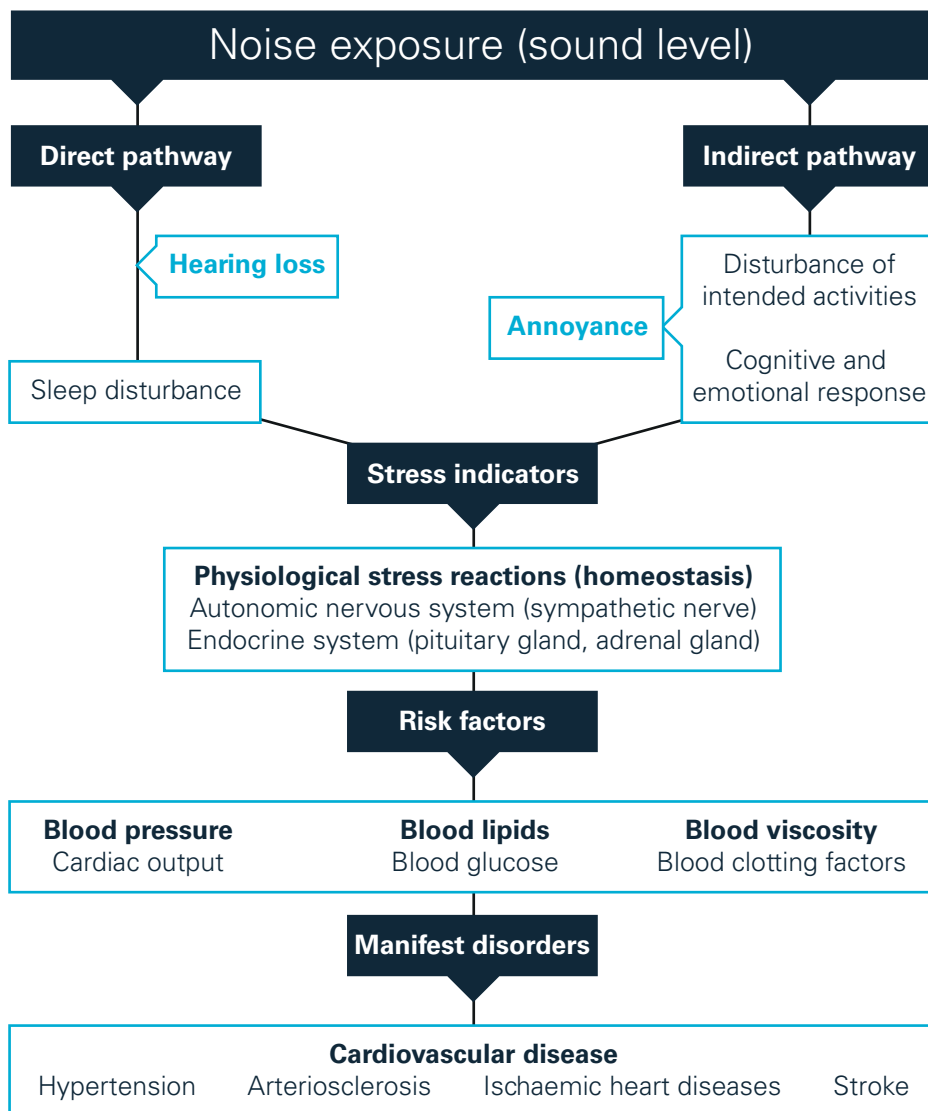 Noise exposure (sound level)
Direct pathway
Indirect pathway
Hearing loss
Disturbance of
intended activities
Annoyance
Cognitive and
emotional response
Sleep disturbance
Stress indicators
Physiological stress reactions (homeostasis)
Autonomic nervous system (sympathetic nerve)
Endocrine system (pituitary gland, adrenal gland)
Risk factors
Blood pressure
Cardiac output
Blood lipids
Blood glucose
Blood viscosity
Blood clotting factors
Manifest disorders
Cardiovascular disease
Hypertension Arteriosclerosis Ischaemic heart diseases Stroke